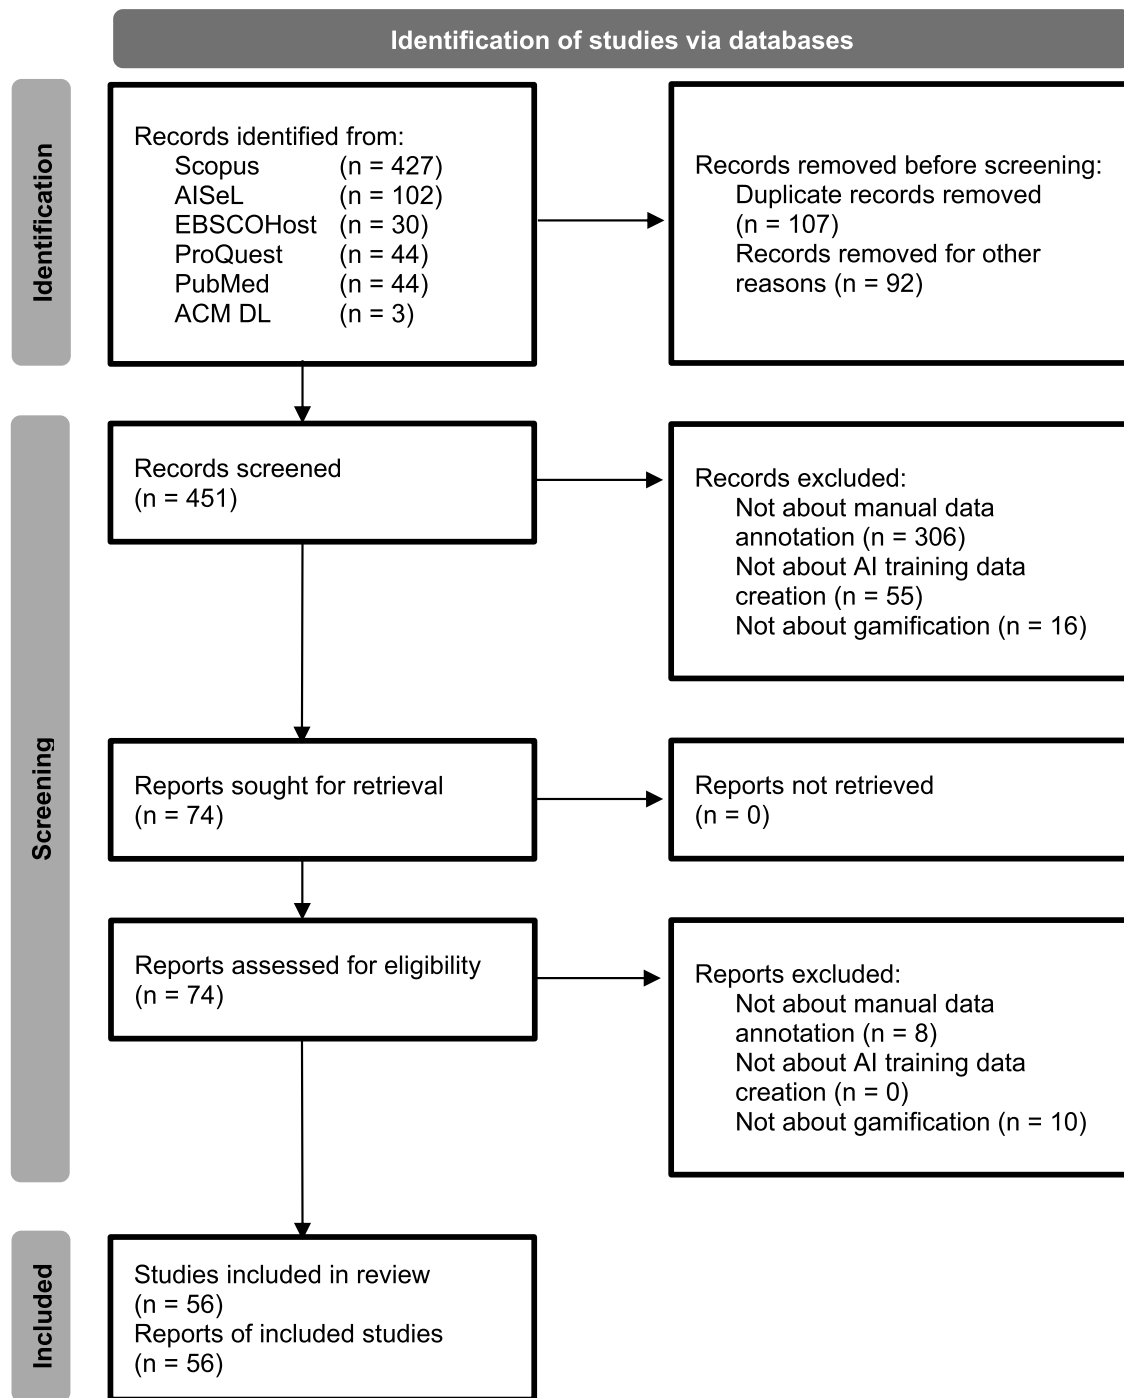 Identification of studies via databases
Identification
Records identified from:
Scopus (n = 427)
AISeL (n = 102)
EBSCOHost (n = 30)
ProQuest (n = 44)
PubMed (n = 44)
ACM DL (n = 3)
Records removed before screening:
Duplicate records removed
(n = 107)
Records removed for other
reasons (n = 92)
Screening
Records screened
(n = 451)
Records excluded:
Not about manual data
annotation (n = 306)
Not about AI training data
creation (n = 55)
Not about gamification (n = 16)
Reports sought for retrieval
(n = 74)
Reports not retrieved
(n = 0)
Reports assessed for eligibility
(n = 74)
Reports excluded:
Not about manual data
annotation (n = 8)
Not about AI training data
creation (n = 0)
Not about gamification (n = 10)
Included
Studies included in review
(n = 56)
Reports of included studies
(n = 56)